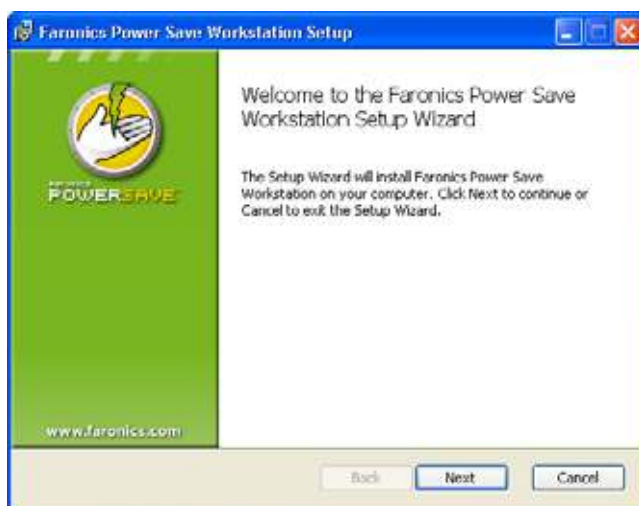 Faronics Power Save Workstation Setup
Welcome to the Faronics Power Save
Workstation Setup Wizard
The Setup Wizard will install Faronics Power Save
Workstation on your computer. Click Next to continue or
Cancel to exit the Setup Wizard.
FARONICS
POWERSAVE
www.faronics.com
Back
Next
Cancel